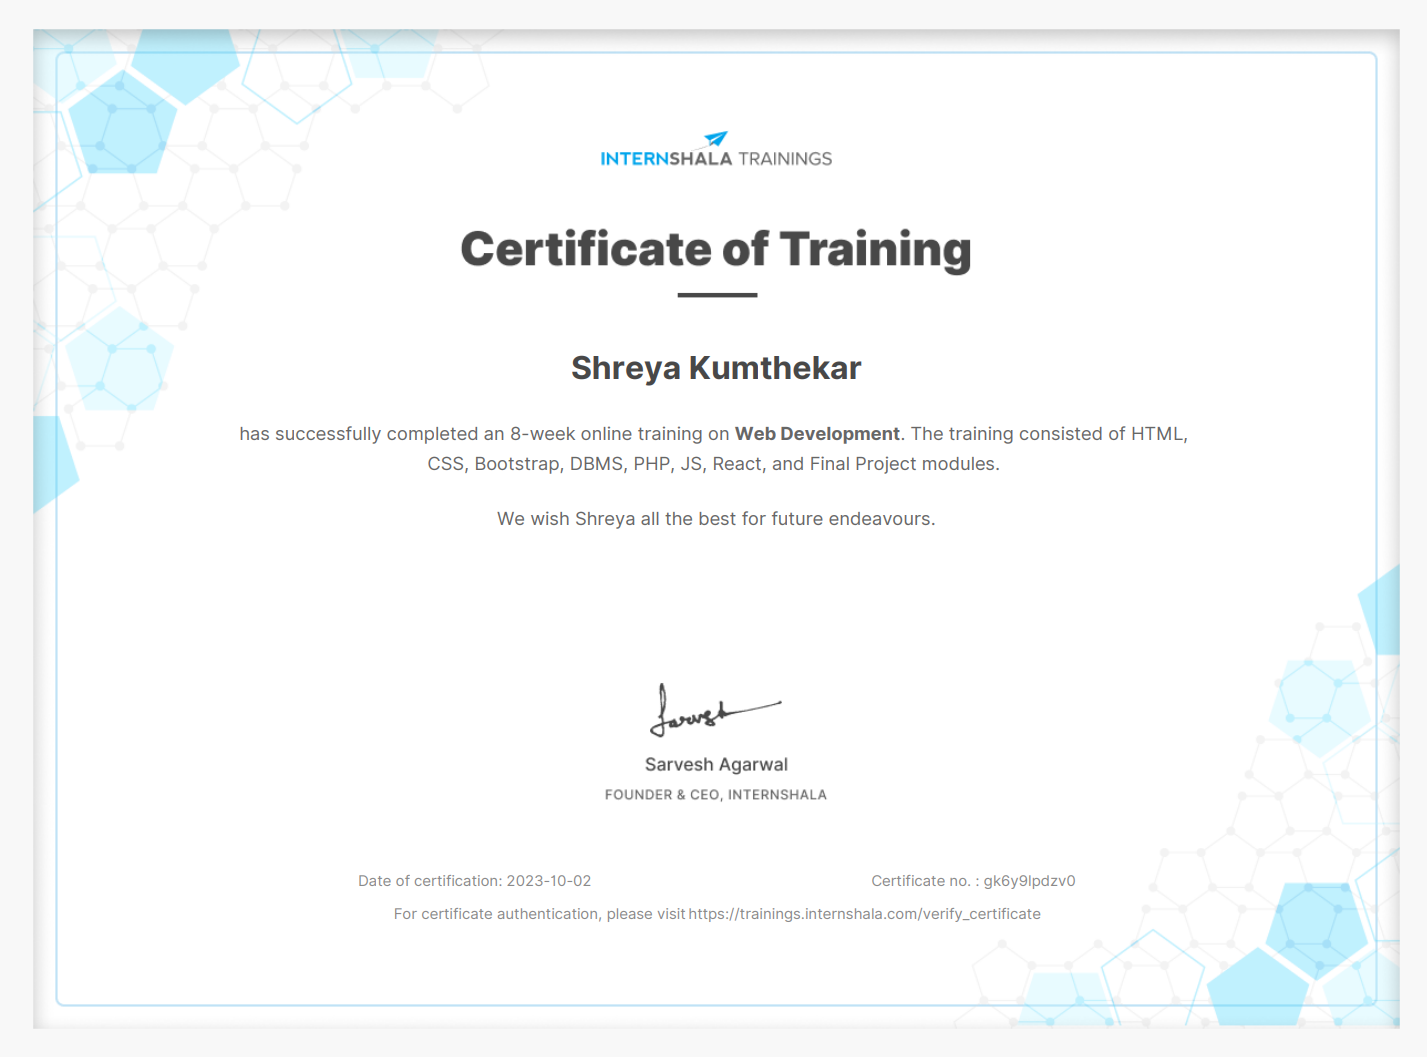 INTERNSHALA TRAININGS
Certificate of Training
Shreya Kumthekar
has successfully completed an 8-week online training on Web Development. The training consisted of HTML,
CSS, Bootstrap, DBMS, PHP, JS, React, and Final Project modules.
We wish Shreya all the best for future endeavours.
Sarvesh
Sarvesh Agarwal
FOUNDER & CEO, INTERNSHALA
Date of certification: 2023-10-02
Certificate no. : gk6y9lpdzv0
For certificate authentication, please visit https://trainings.internshala.com/verify_certificate